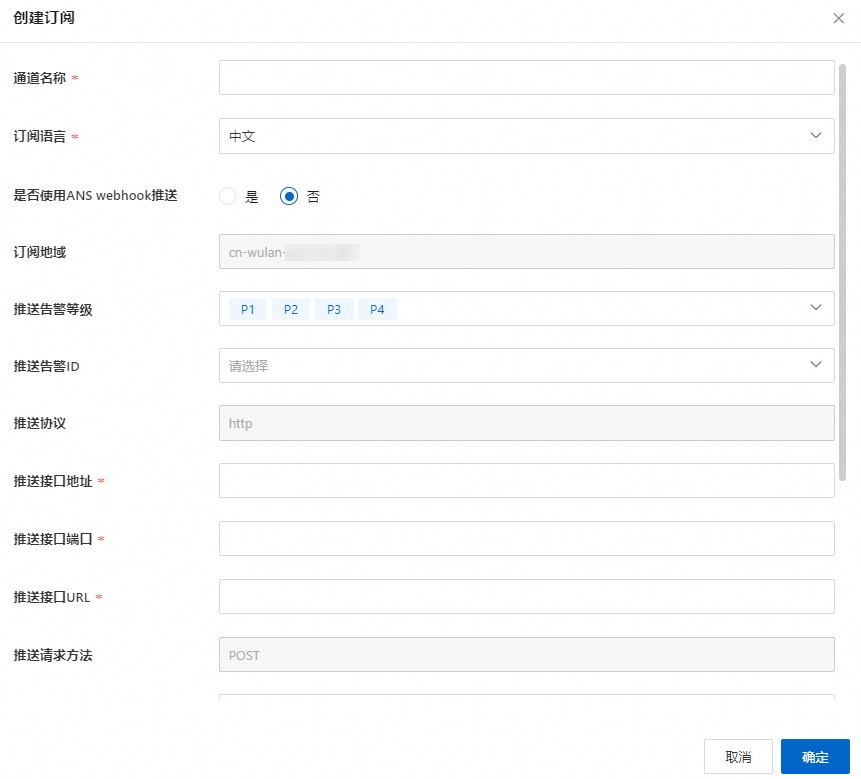 创建订阅
通道名称 *
订阅语言 * 中文
是否使用ANS webhook推送 是 否
订阅地域 cn-wulan-
推送告警等级 P1 P2 P3 P4
推送告警ID 请选择
推送协议 http
推送接口地址 *
推送接口端口 *
推送接口URL *
推送请求方法 POST
取消 确定